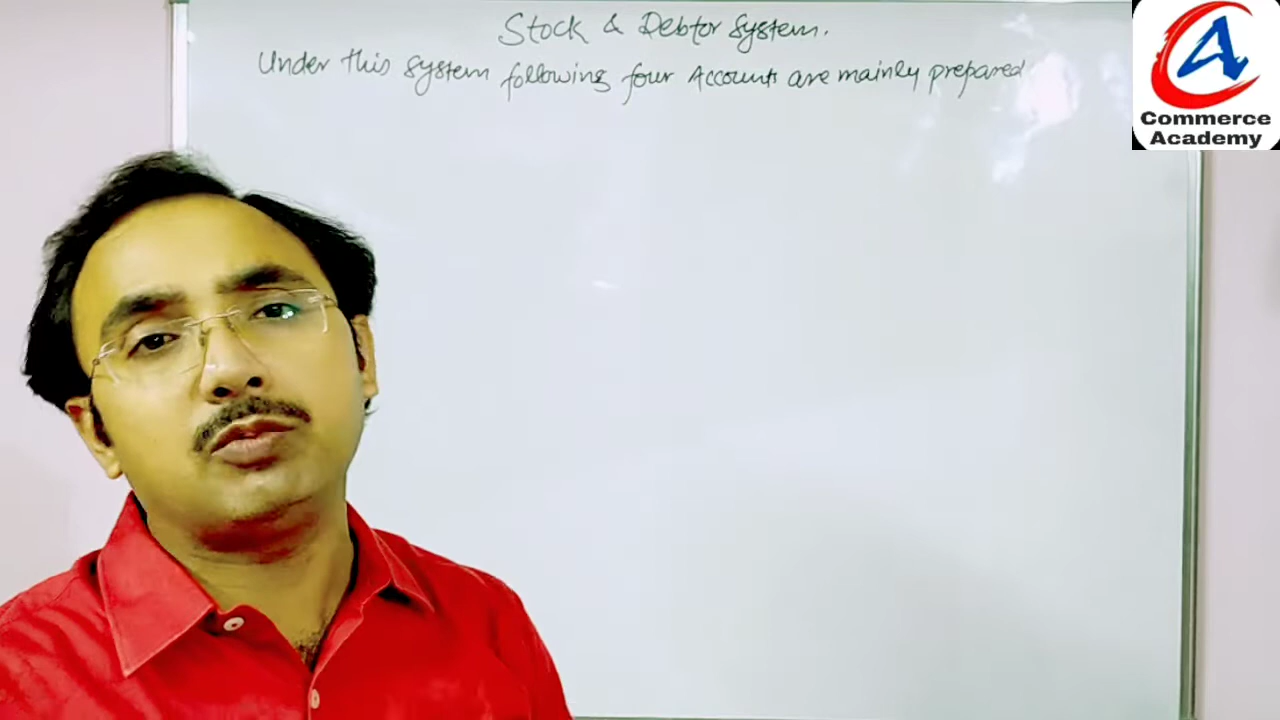 Stock & Debtor System.
Under this system following four Accounts are mainly prepared
Commerce
Academy